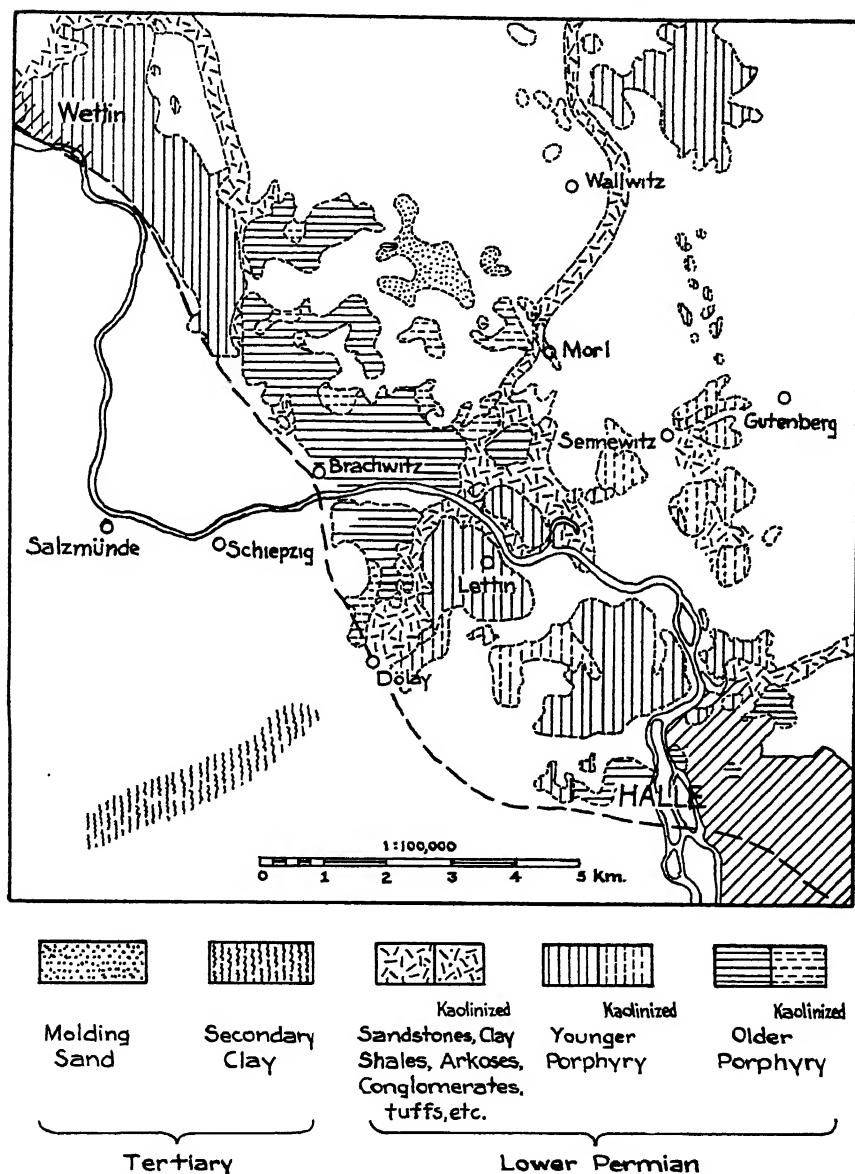 Wettin
Wallwitz
Morl
Gutenberg
Sennewitz
Brachwitz
Salzmünde
Schiepzig
Lettin
Dölay
HALLE
1:100,000
0 1 2 3 4 5 Km.
Kaolinized Kaolinized Kaolinized
Molding Secondary Sandstones, Clay Younger Older
Sand Clay Shales, Arkoses, Porphyry Porphyry
Conglomerates,
tuffs, etc.
Tertiary Lower Permian